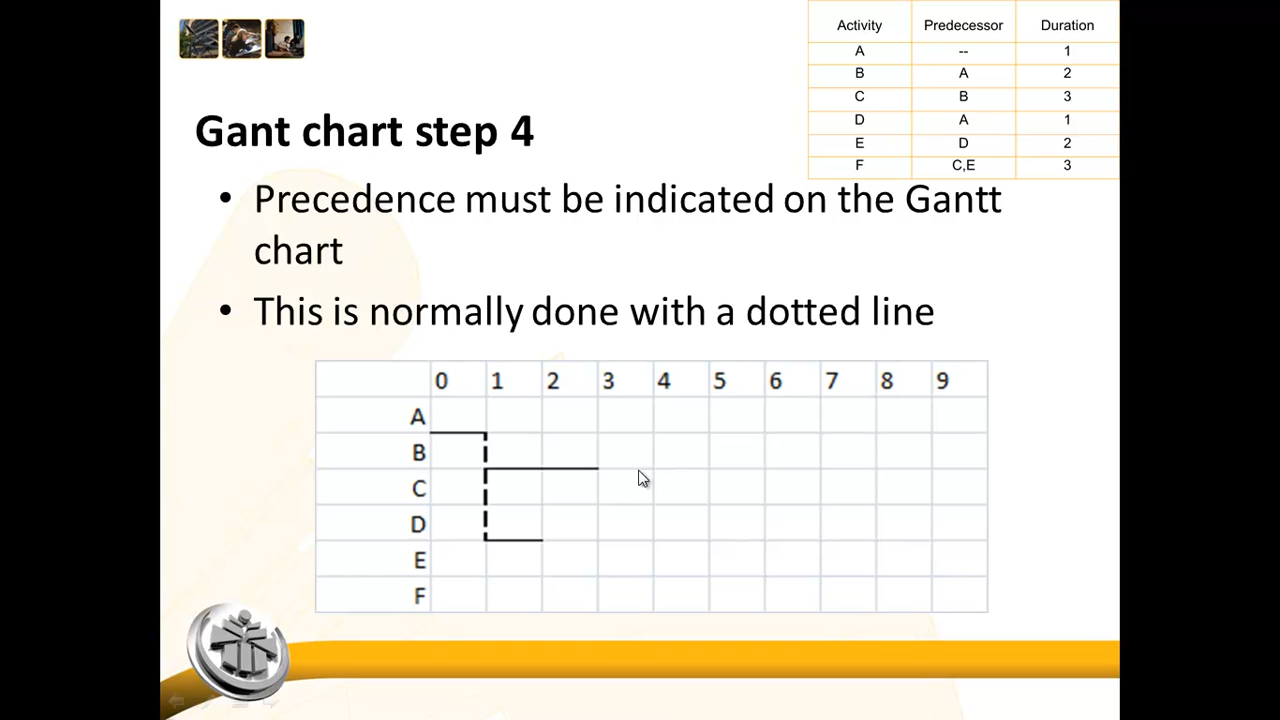 Activity Predecessor Duration
A -- 1
B A 2
C B 3
D A 1
E D 2
F C,E 3
Gant chart step 4
• Precedence must be indicated on the Gantt
chart
• This is normally done with a dotted line
0 1 2 3 4 5 6 7 8 9
A
B
C
D
E
F